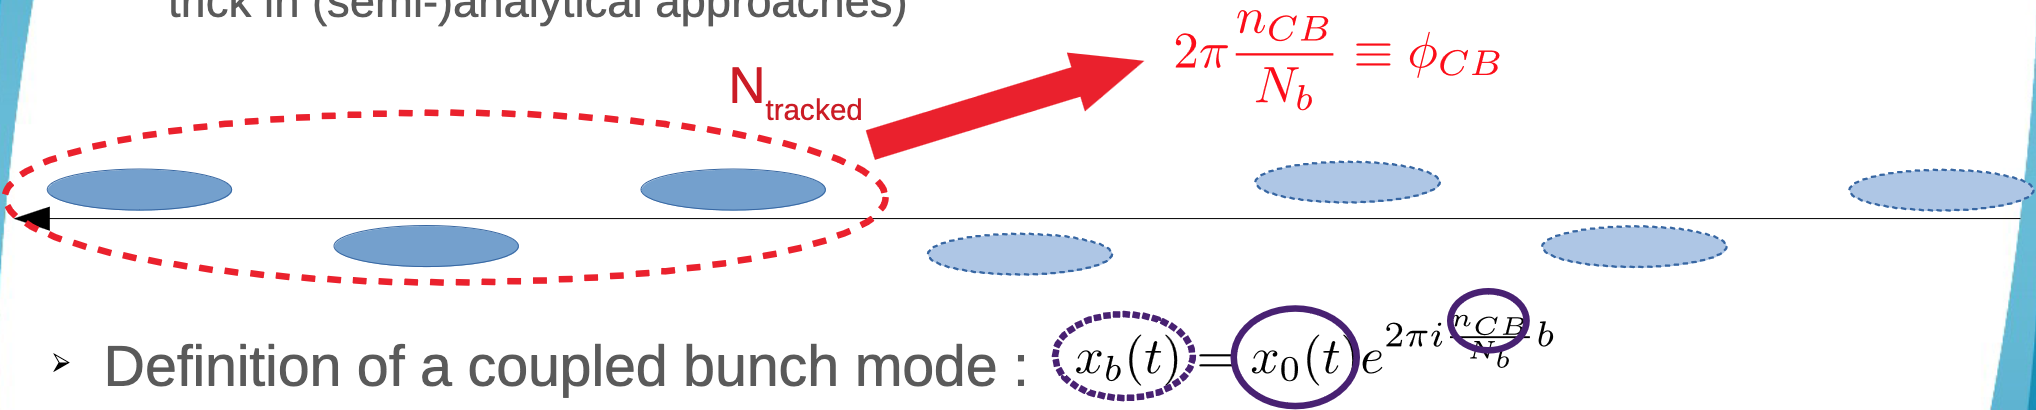 trick in (semi-)analytical approaches)
N_tracked
2π n_CB / N_b ≡ ϕ_CB
➢ Definition of a coupled bunch mode : x_b(t) = x_0(t)e^{2πi n_CB / N_b b}